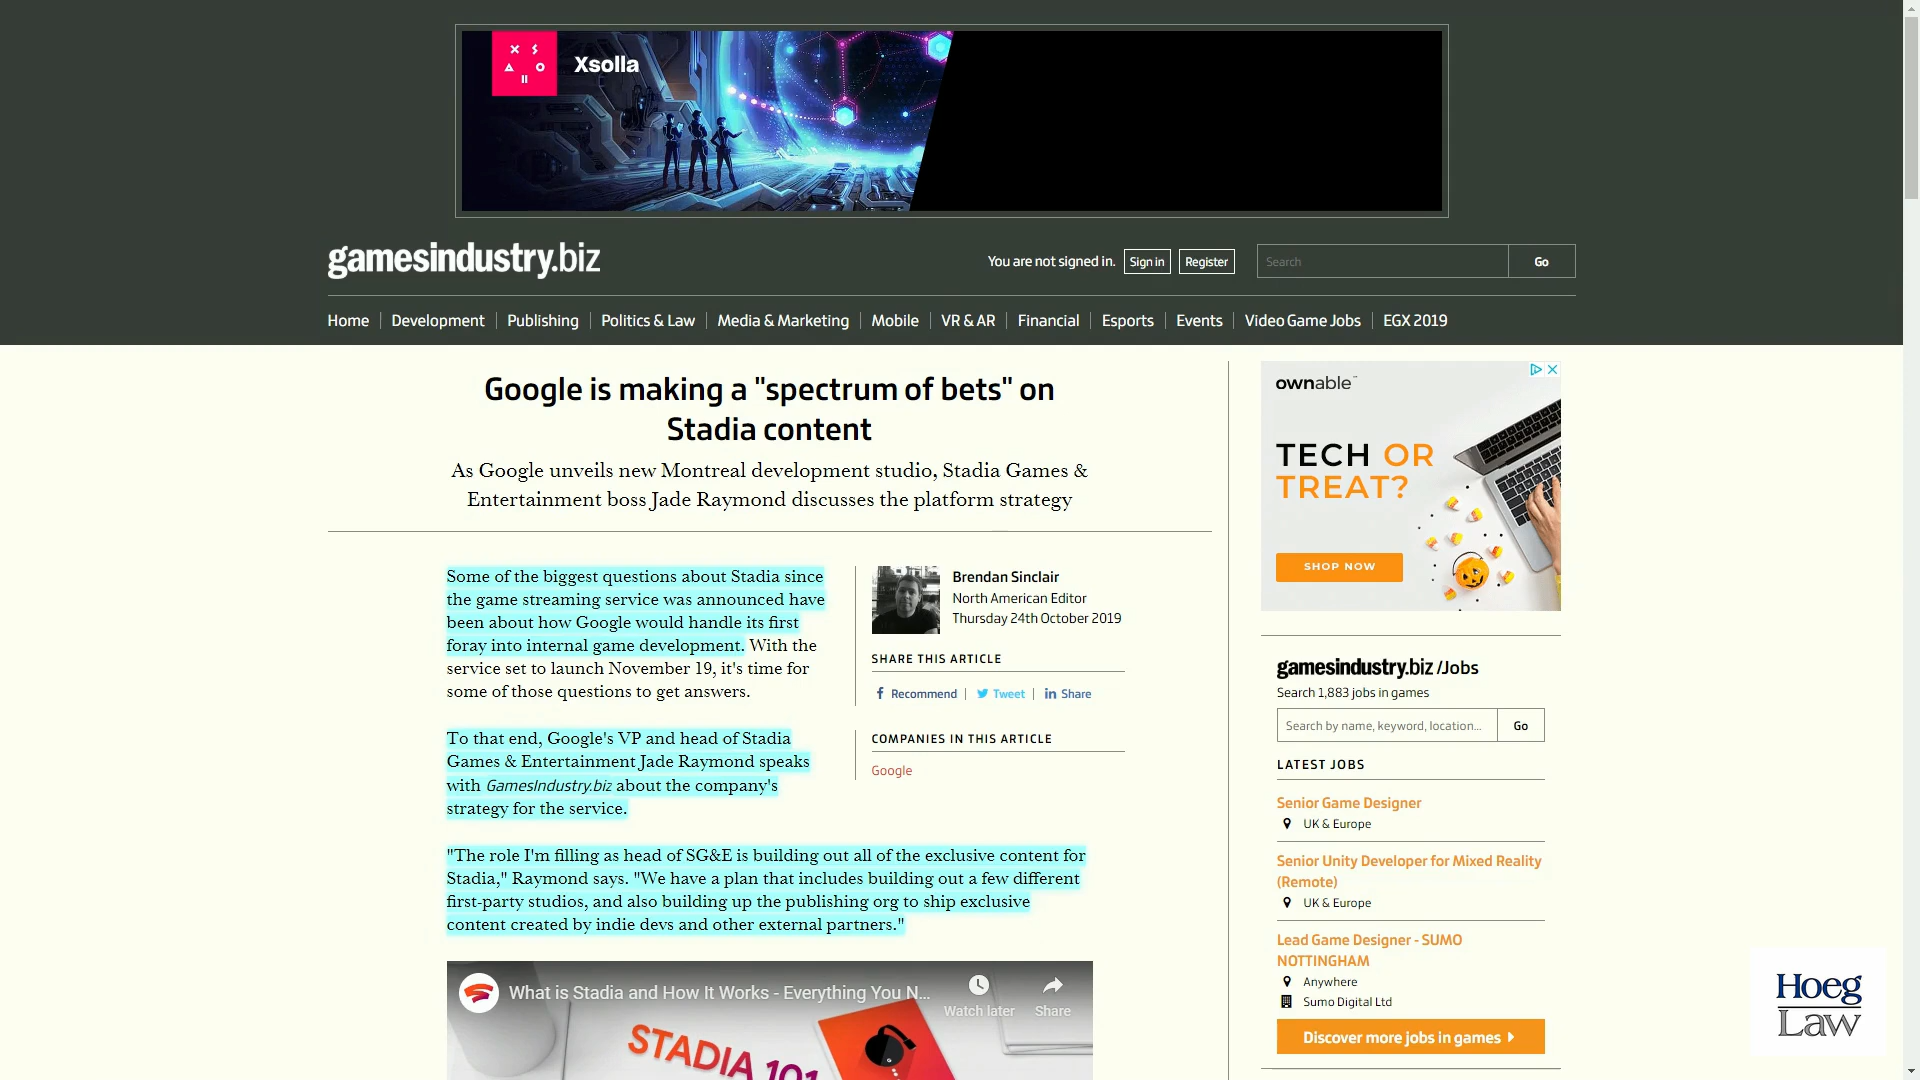 Xsolla
gamesindustry.biz
You are not signed in. Sign in Register
Search Go
Home Development Publishing Politics & Law Media & Marketing Mobile VR & AR Financial Esports Events Video Game Jobs EGX 2019
Google is making a "spectrum of bets" on
Stadia content
As Google unveils new Montreal development studio, Stadia Games &
Entertainment boss Jade Raymond discusses the platform strategy
Some of the biggest questions about Stadia since
the game streaming service was announced have
been about how Google would handle its first
foray into internal game development. With the
service set to launch November 19, it's time for
some of those questions to get answers.
To that end, Google's VP and head of Stadia
Games & Entertainment Jade Raymond speaks
with GamesIndustry.biz about the company's
strategy for the service.
"The role I'm filling as head of SG&E is building out all of the exclusive content for
Stadia," Raymond says. "We have a plan that includes building out a few different
first-party studios, and also building up the publishing org to ship exclusive
content created by indie devs and other external partners."
Brendan Sinclair
North American Editor
Thursday 24th October 2019
SHARE THIS ARTICLE
Recommend Tweet Share
COMPANIES IN THIS ARTICLE
Google
What is Stadia and How It Works - Everything You N...
Watch later Share
STADIA 101
ownable
TECH OR
TREAT?
SHOP NOW
gamesindustry.biz /Jobs
Search 1,883 jobs in games
Search by name, keyword, location... Go
LATEST JOBS
Senior Game Designer
UK & Europe
Senior Unity Developer for Mixed Reality
(Remote)
UK & Europe
Lead Game Designer - SUMO
NOTTINGHAM
Anywhere
Sumo Digital Ltd
Discover more jobs in games
Hoeg
Law